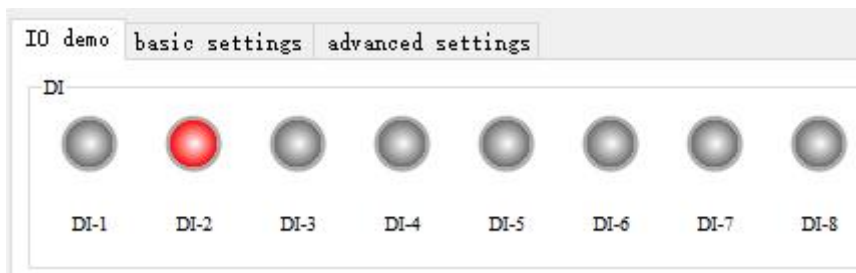 IO demo basic settings advanced settings
DI
DI-1 DI-2 DI-3 DI-4 DI-5 DI-6 DI-7 DI-8